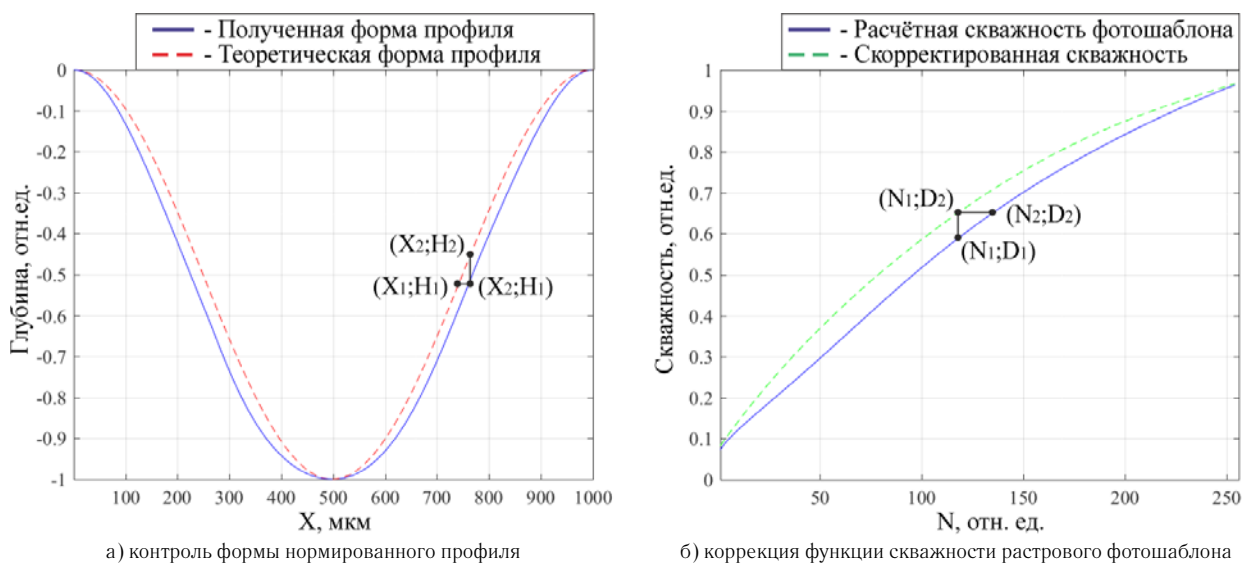 - Полученная форма профиля
- Теоретическая форма профиля
0
-0.1
-0.2
-0.3
-0.4
-0.5
-0.6
-0.7
-0.8
-0.9
-1
Глубина, отн.ед.
(X2;H2)
(X1;H1) (X2;H1)
100 200 300 400 500 600 700 800 900 1000
X, мкм
а) контроль формы нормированного профиля
- Расчётная скважность фотошаблона
- Скорректированная скважность
1
0.9
0.8
0.7
0.6
0.5
0.4
0.3
0.2
0.1
0
Скважность, отн.ед.
(N1;D2)
(N2;D2)
(N1;D1)
50 100 150 200 250
N, отн. ед.
б) коррекция функции скважности растрового фотошаблона